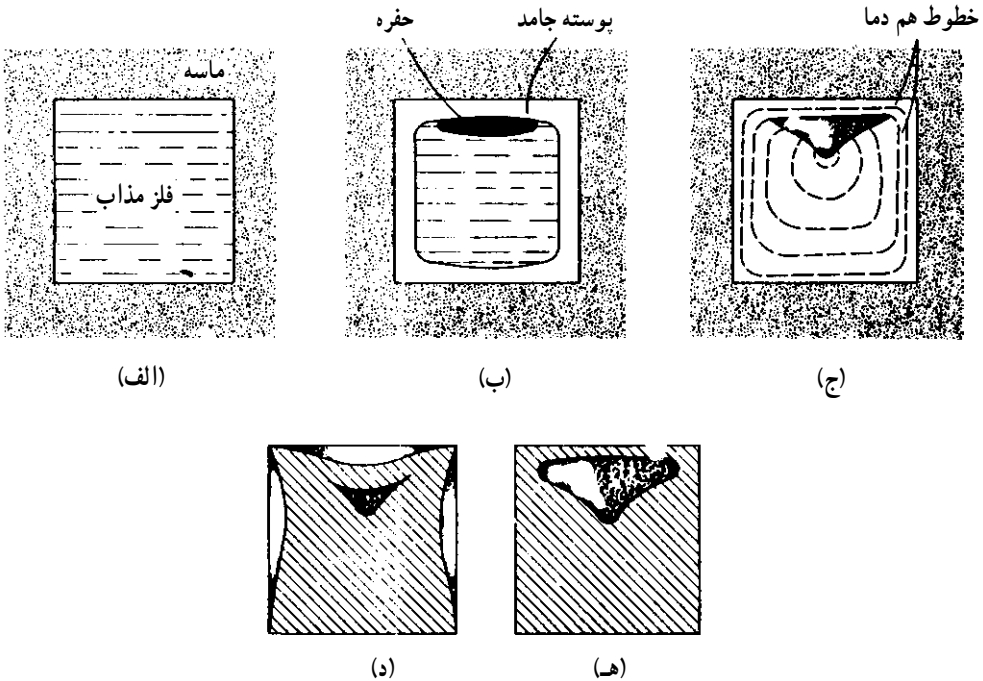 خطوط هم دما
پوسته جامد
حفره
ماسه
فلز مذاب
(الف)
(ب)
(ج)
(د)
(هـ)